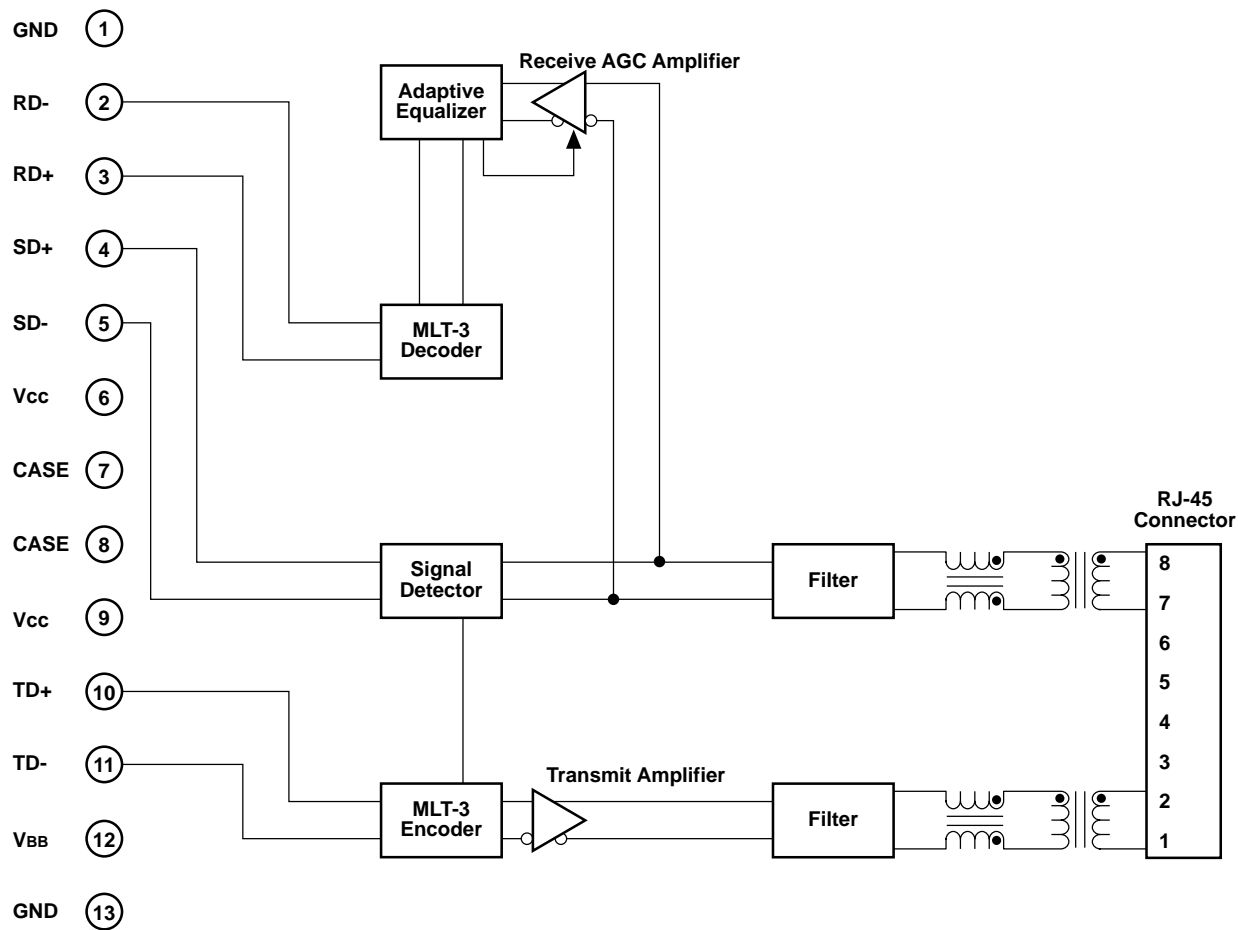 GND 1
RD- 2
RD+ 3
SD+ 4
SD- 5
Vcc 6
CASE 7
CASE 8
Vcc 9
TD+ 10
TD- 11
VBB 12
GND 13
Receive AGC Amplifier
Adaptive
Equalizer
MLT-3
Decoder
Signal
Detector
Filter
RJ-45
Connector
8
7
6
5
4
3
2
1
MLT-3
Encoder
Transmit Amplifier
Filter